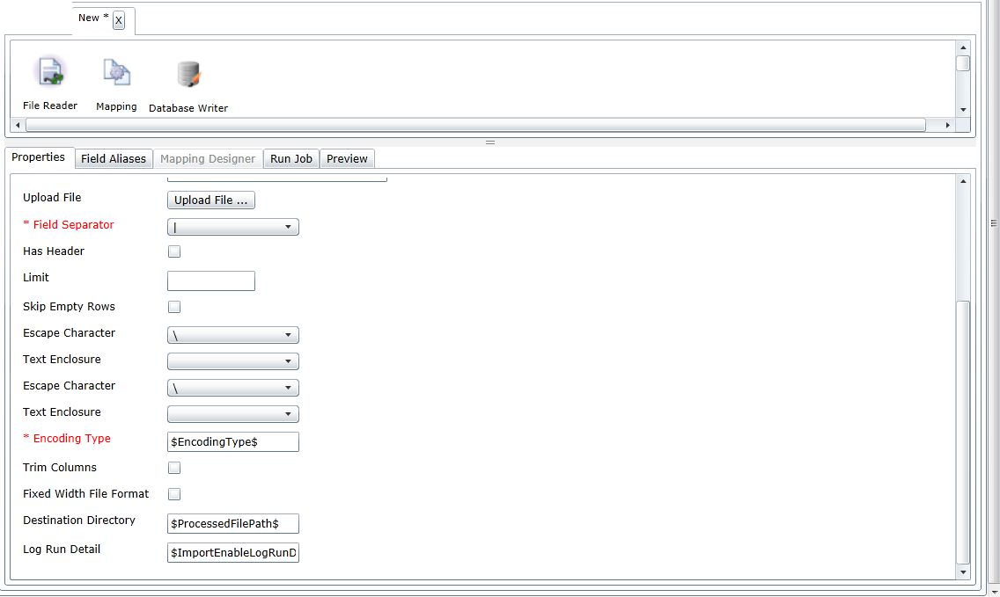 New * X
File Reader
Mapping
Database Writer
Properties
Field Aliases
Mapping Designer
Run Job
Preview
Upload File
Upload File ...
* Field Separator
|
Has Header
Limit
Skip Empty Rows
Escape Character
\
Text Enclosure
Escape Character
\
Text Enclosure
* Encoding Type
$EncodingType$
Trim Columns
Fixed Width File Format
Destination Directory
$ProcessedFilePath$
Log Run Detail
$ImportEnableLogRunD